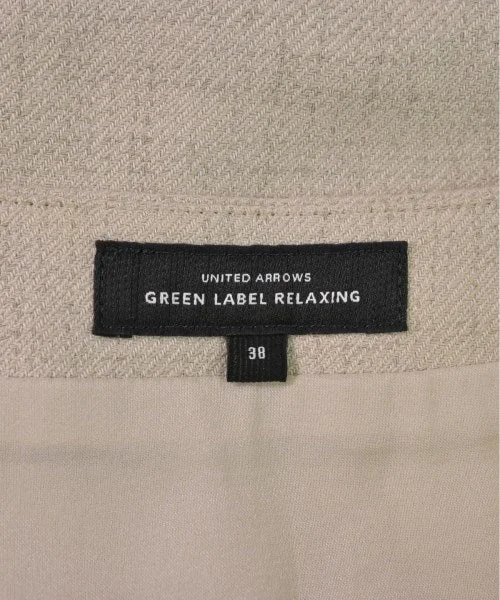 UNITED ARROWS
GREEN LABEL RELAXING
38